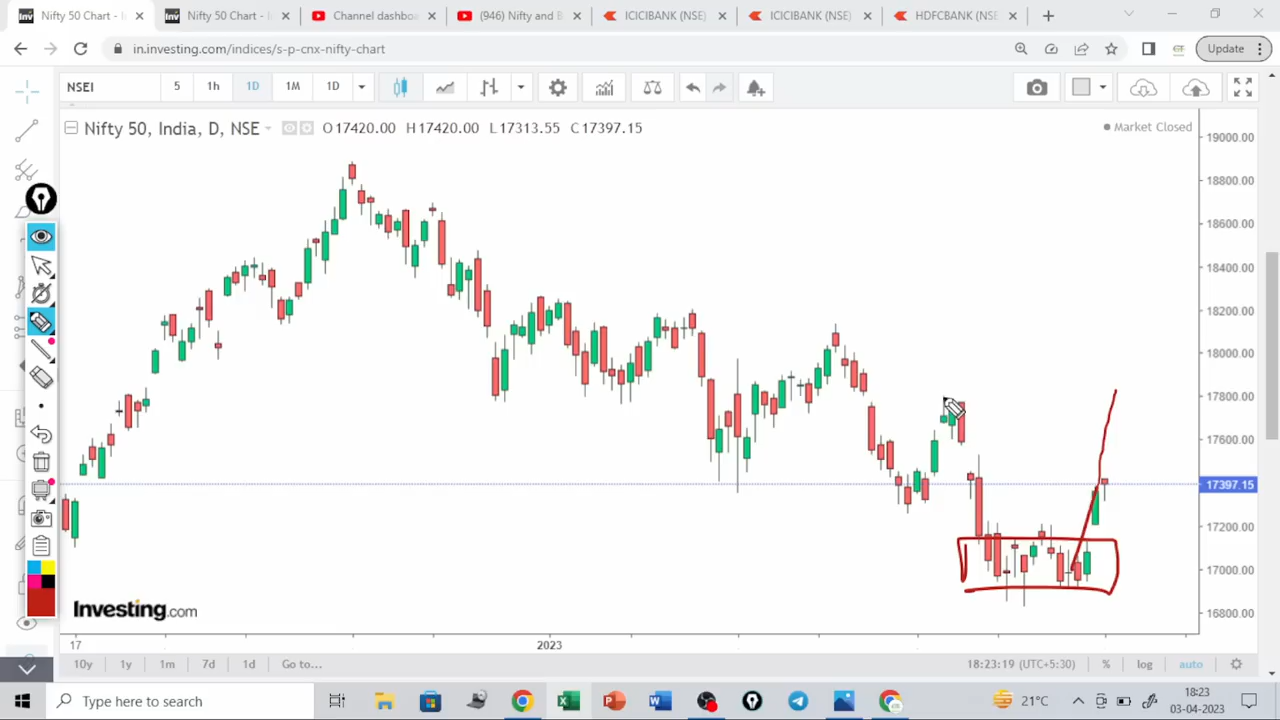 Nifty 50 Chart - I
Nifty 50 Chart - I
Channel dashboa
(946) Nifty and B
ICICIBANK (NSE)
ICICIBANK (NSE)
HDFCBANK (NSE
in.investing.com/indices/s-p-cnx-nifty-chart
Update
NSEI
5
1h
1D
1M
1D
Nifty 50, India, D, NSE
O 17420.00 H 17420.00 L 17313.55 C 17397.15
Market Closed
19000.00
18800.00
18600.00
18400.00
18200.00
18000.00
17800.00
17600.00
17397.15
17200.00
17000.00
16800.00
Investing.com
17
2023
10y
1y
1m
7d
1d
Go to...
18:23:19 (UTC+5:30)
%
log
auto
Type here to search
21°C
18:23
03-04-2023